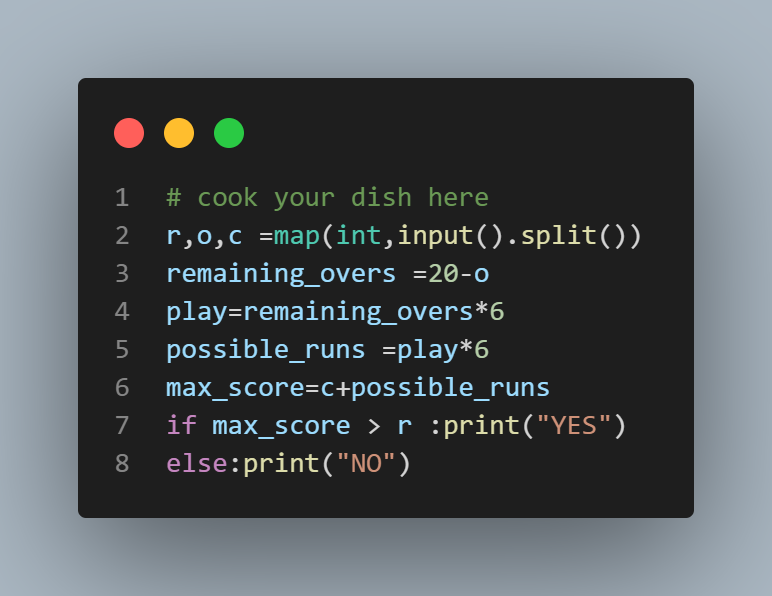 1 # cook your dish here
2 r,o,c =map(int,input().split())
3 remaining_overs =20-o
4 play=remaining_overs*6
5 possible_runs =play*6
6 max_score=c+possible_runs
7 if max_score > r :print("YES")
8 else:print("NO")